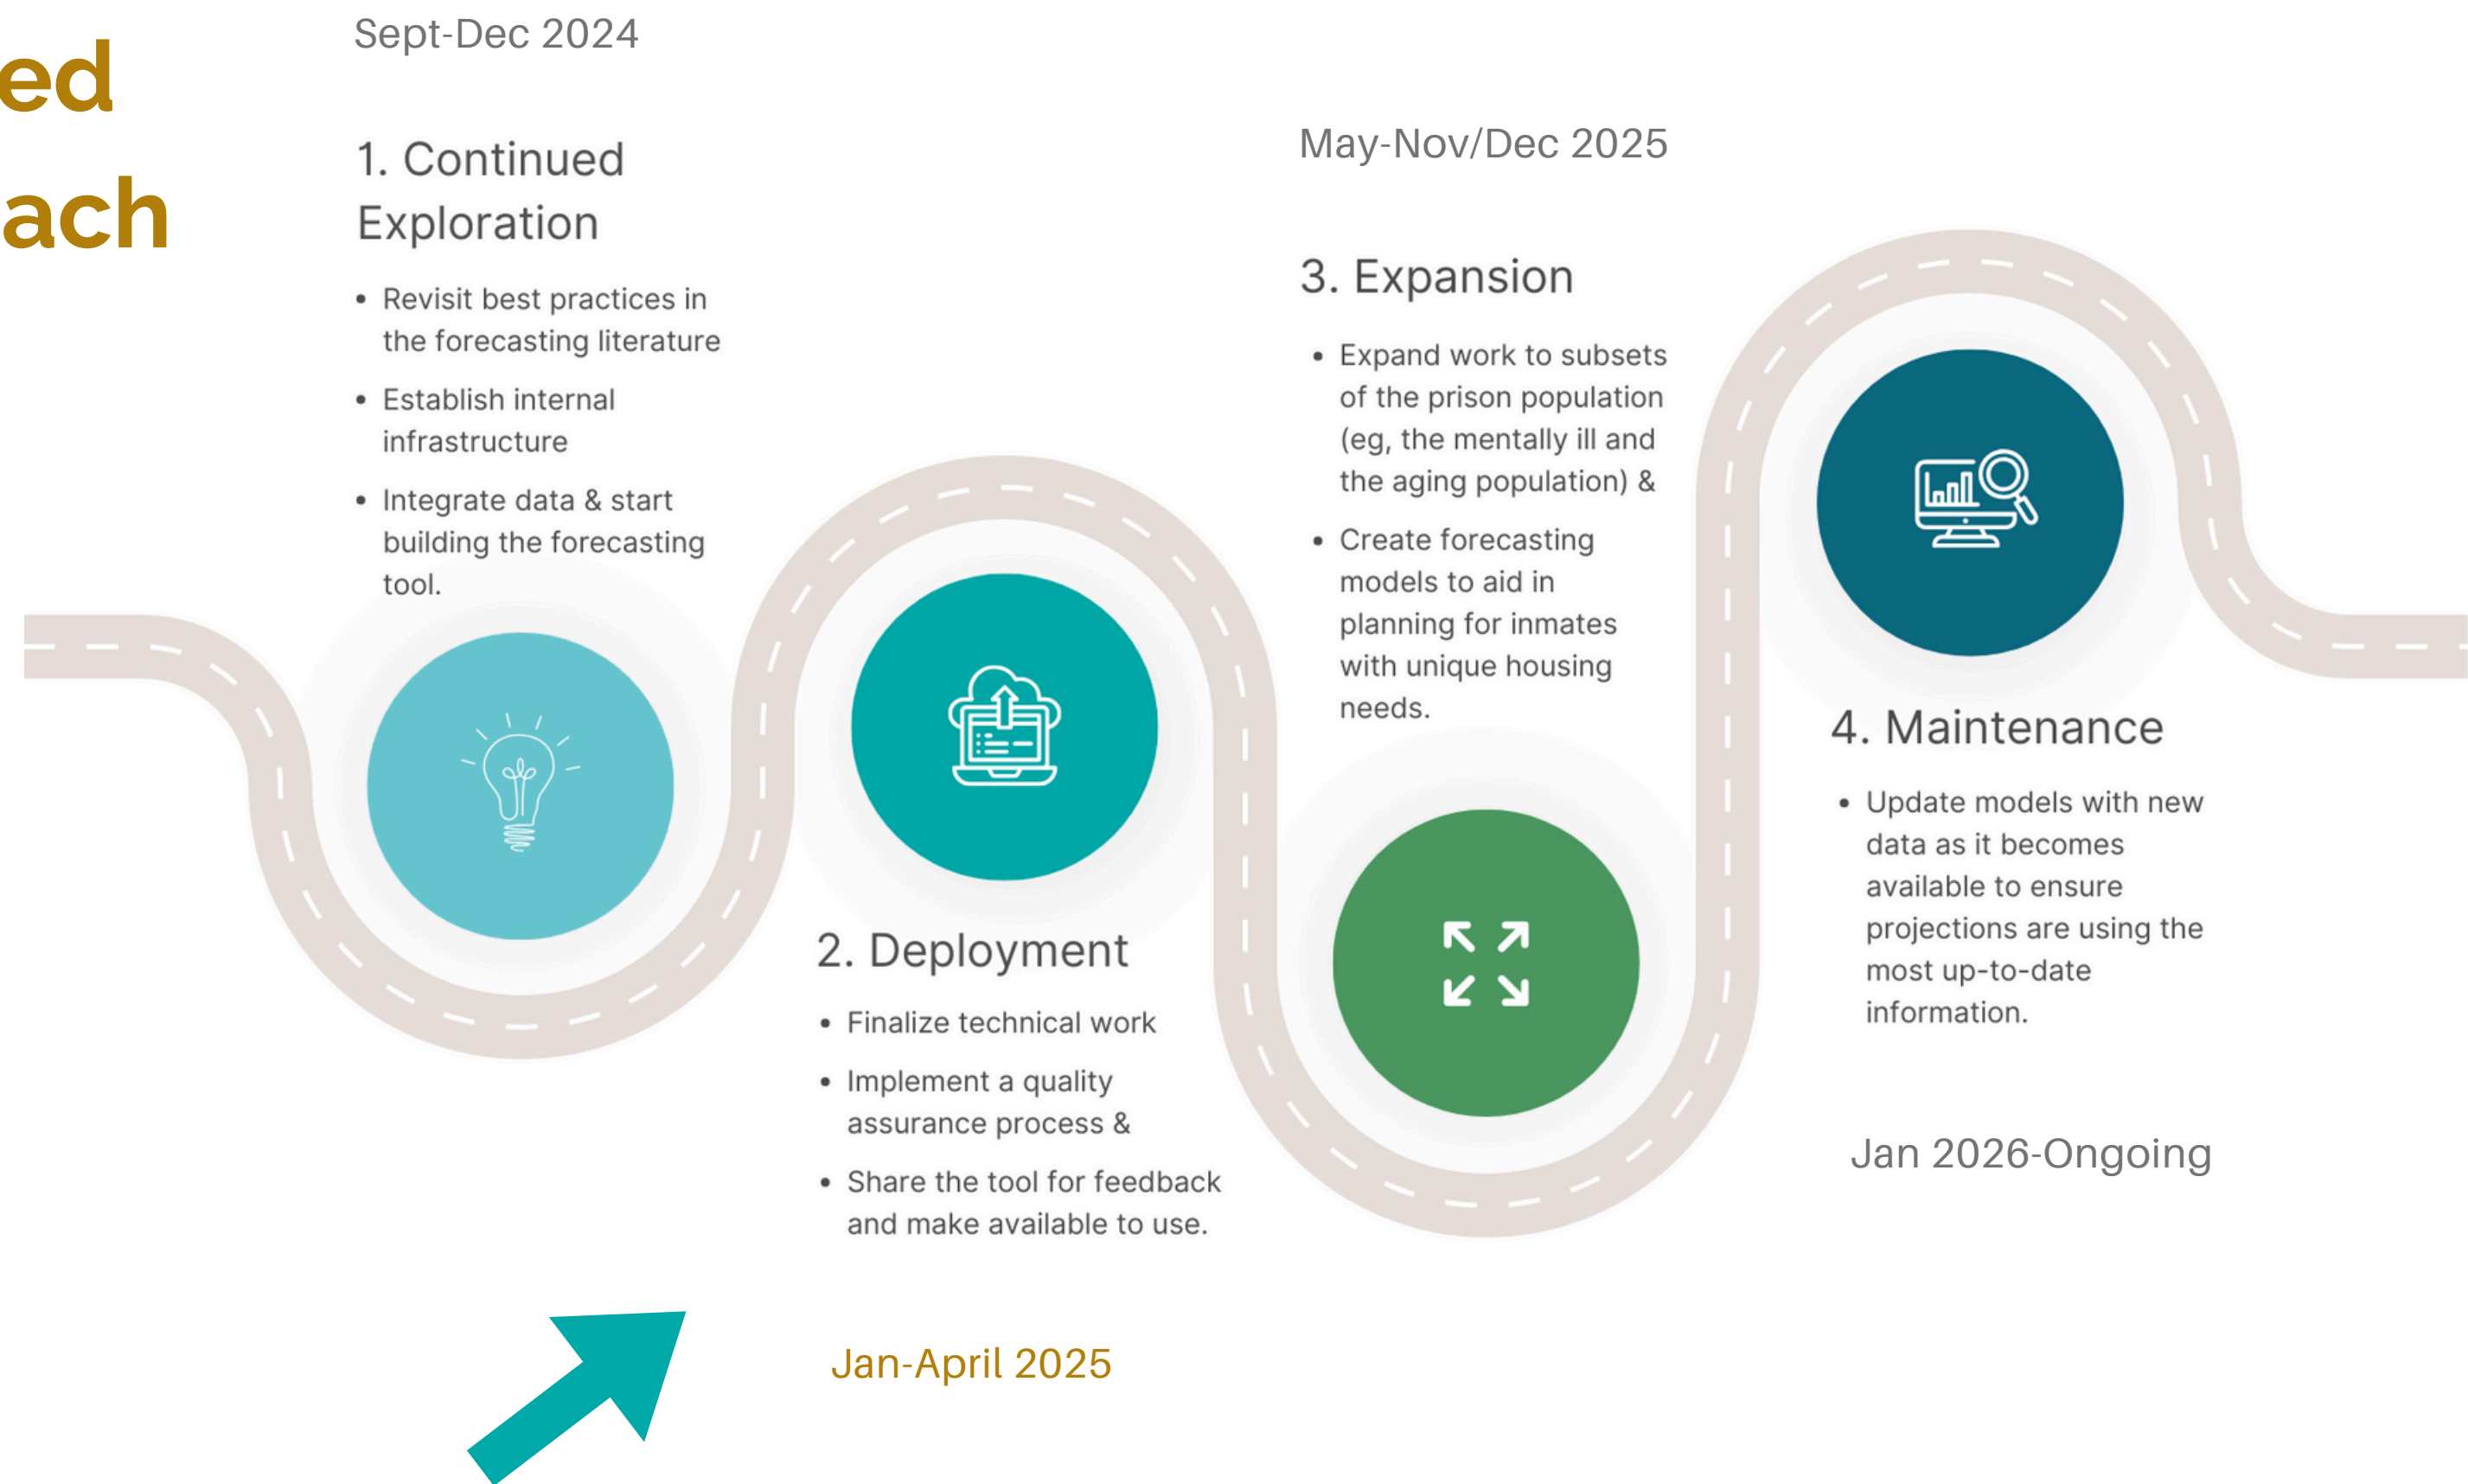 ed
ach
Sept-Dec 2024
1. Continued
Exploration
• Revisit best practices in
the forecasting literature
• Establish internal
infrastructure
• Integrate data & start
building the forecasting
tool.
2. Deployment
• Finalize technical work
• Implement a quality
assurance process &
• Share the tool for feedback
and make available to use.
Jan-April 2025
May-Nov/Dec 2025
3. Expansion
• Expand work to subsets
of the prison population
(eg, the mentally ill and
the aging population) &
• Create forecasting
models to aid in
planning for inmates
with unique housing
needs.
4. Maintenance
• Update models with new
data as it becomes
available to ensure
projections are using the
most up-to-date
information.
Jan 2026-Ongoing